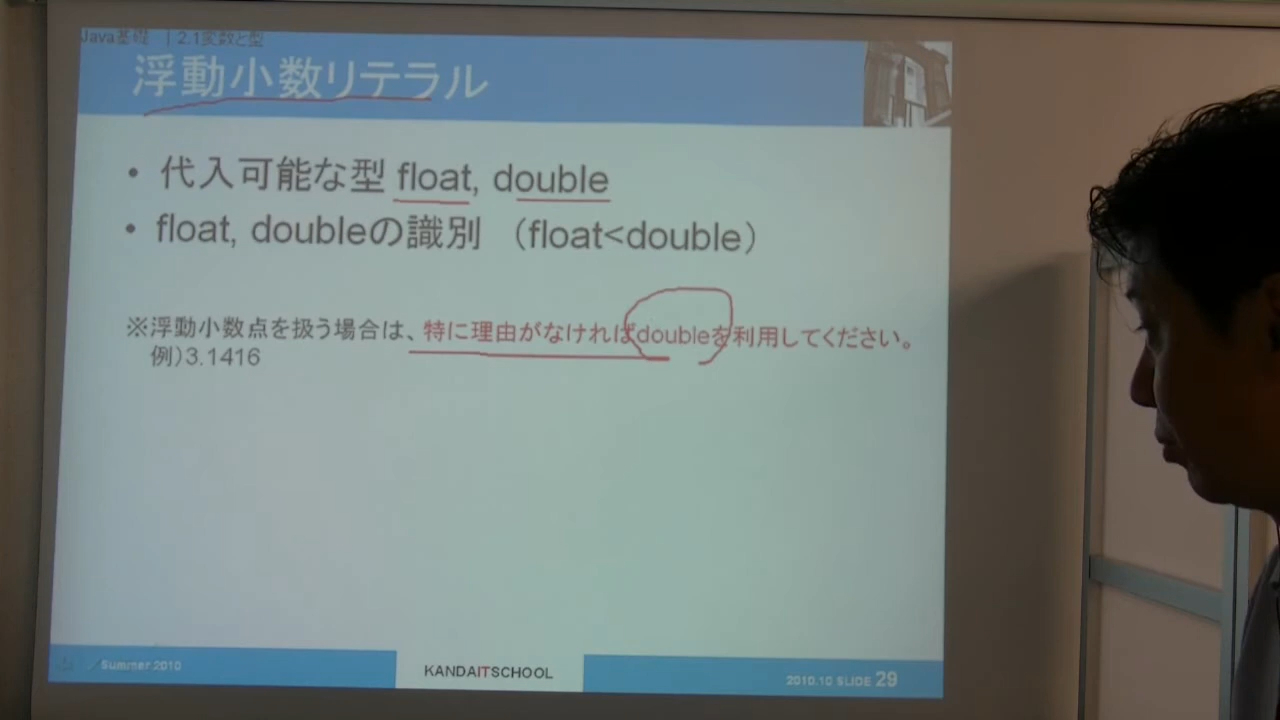 Java基礎 | 2.1変数と型
浮動小数リテラル
• 代入可能な型 float, double
• float, doubleの識別 （float<double）
※浮動小数点を扱う場合は、特に理由がなければdoubleを利用してください。
例)3.1416
Summer 2010
KANDAITSCHOOL
2010.10 SLIDE 29